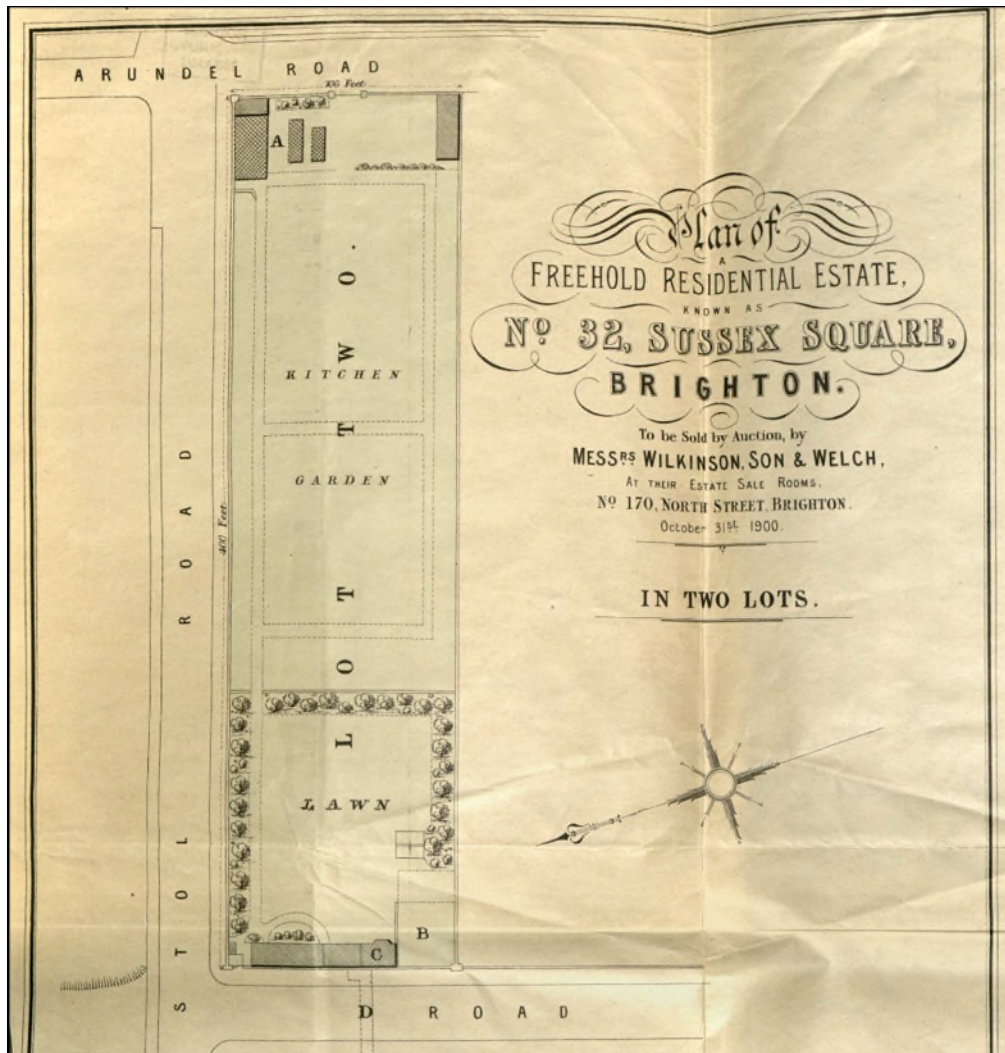 ARUNDEL ROAD
106 Feet
A
KITCHEN
GARDEN
LOT TWO.
400 Feet
STOL ROAD
LAWN
B
C
D ROAD
Plan of
A
FREEHOLD RESIDENTIAL ESTATE,
KNOWN AS
No 32, SUSSEX SQUARE,
BRIGHTON.
To be Sold by Auction, by
MESSRS WILKINSON, SON & WELCH,
AT THEIR ESTATE SALE ROOMS.
No 170, NORTH STREET, BRIGHTON.
October 31st 1900.
IN TWO LOTS.